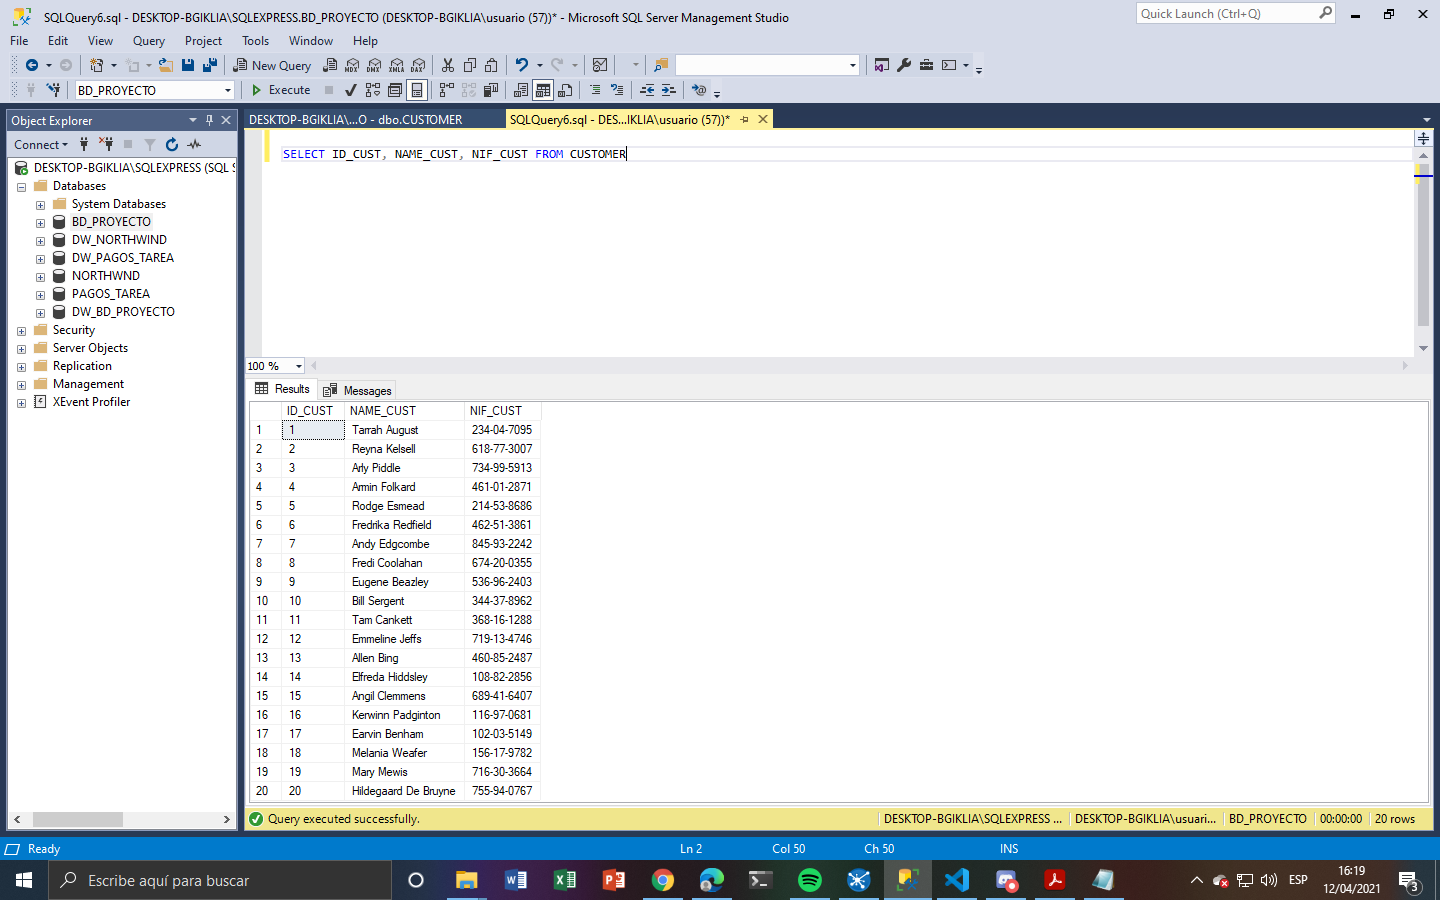 SQLQuery6.sql - DESKTOP-BGIKLIA\SQLEXPRESS.BD_PROYECTO (DESKTOP-BGIKLIA\usuario (57))* - Microsoft SQL Server Management Studio
Quick Launch (Ctrl+Q)
File Edit View Query Project Tools Window Help
New Query MDX DMX XMLA DAX
BD_PROYECTO Execute
Object Explorer
DESKTOP-BGIKLIA\...O - dbo.CUSTOMER SQLQuery6.sql - DES...IKLIA\usuario (57))*
Connect
DESKTOP-BGIKLIA\SQLEXPRESS (SQL S
Databases
System Databases
BD_PROYECTO
DW_NORTHWIND
DW_PAGOS_TAREA
NORTHWND
PAGOS_TAREA
DW_BD_PROYECTO
Security
Server Objects
Replication
Management
XEvent Profiler
SELECT ID_CUST, NAME_CUST, NIF_CUST FROM CUSTOMER
100 %
Results Messages
ID_CUST NAME_CUST NIF_CUST
1 1 Tarrah August 234-04-7095
2 2 Reyna Kelsell 618-77-3007
3 3 Arly Piddle 734-99-5913
4 4 Armin Folkard 461-01-2871
5 5 Rodge Esmead 214-53-8686
6 6 Fredrika Redfield 462-51-3861
7 7 Andy Edgcombe 845-93-2242
8 8 Fredi Coolahan 674-20-0355
9 9 Eugene Beazley 536-96-2403
10 10 Bill Sergent 344-37-8962
11 11 Tam Cankett 368-16-1288
12 12 Emmeline Jeffs 719-13-4746
13 13 Allen Bing 460-85-2487
14 14 Elfreda Hiddsley 108-82-2856
15 15 Angil Clemmens 689-41-6407
16 16 Kerwinn Padginton 116-97-0681
17 17 Earvin Benham 102-03-5149
18 18 Melania Weafer 156-17-9782
19 19 Mary Mewis 716-30-3664
20 20 Hildegaard De Bruyne 755-94-0767
Query executed successfully. DESKTOP-BGIKLIA\SQLEXPRESS ... DESKTOP-BGIKLIA\usuari... BD_PROYECTO 00:00:00 20 rows
Ready Ln 2 Col 50 Ch 50 INS
Escribe aquí para buscar
ESP
16:19
12/04/2021
3